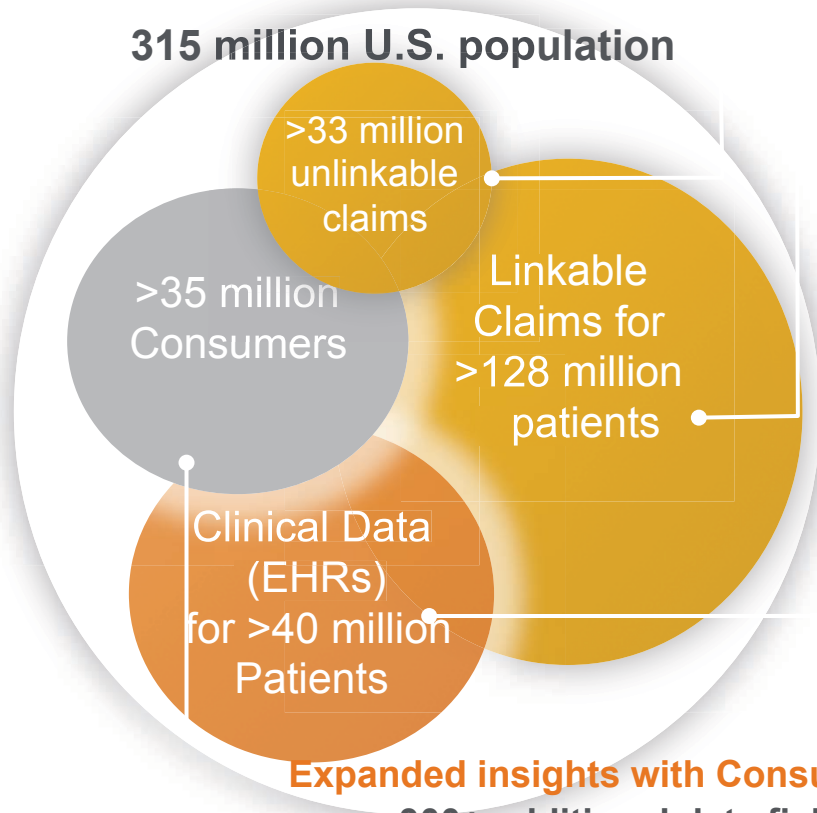 315 million U.S. population
>33 million
unlinkable
claims
>35 million
Consumers
Linkable
Claims for
>128 million
patients
Clinical Data
(EHRs)
for >40 million
Patients
Expanded insights with